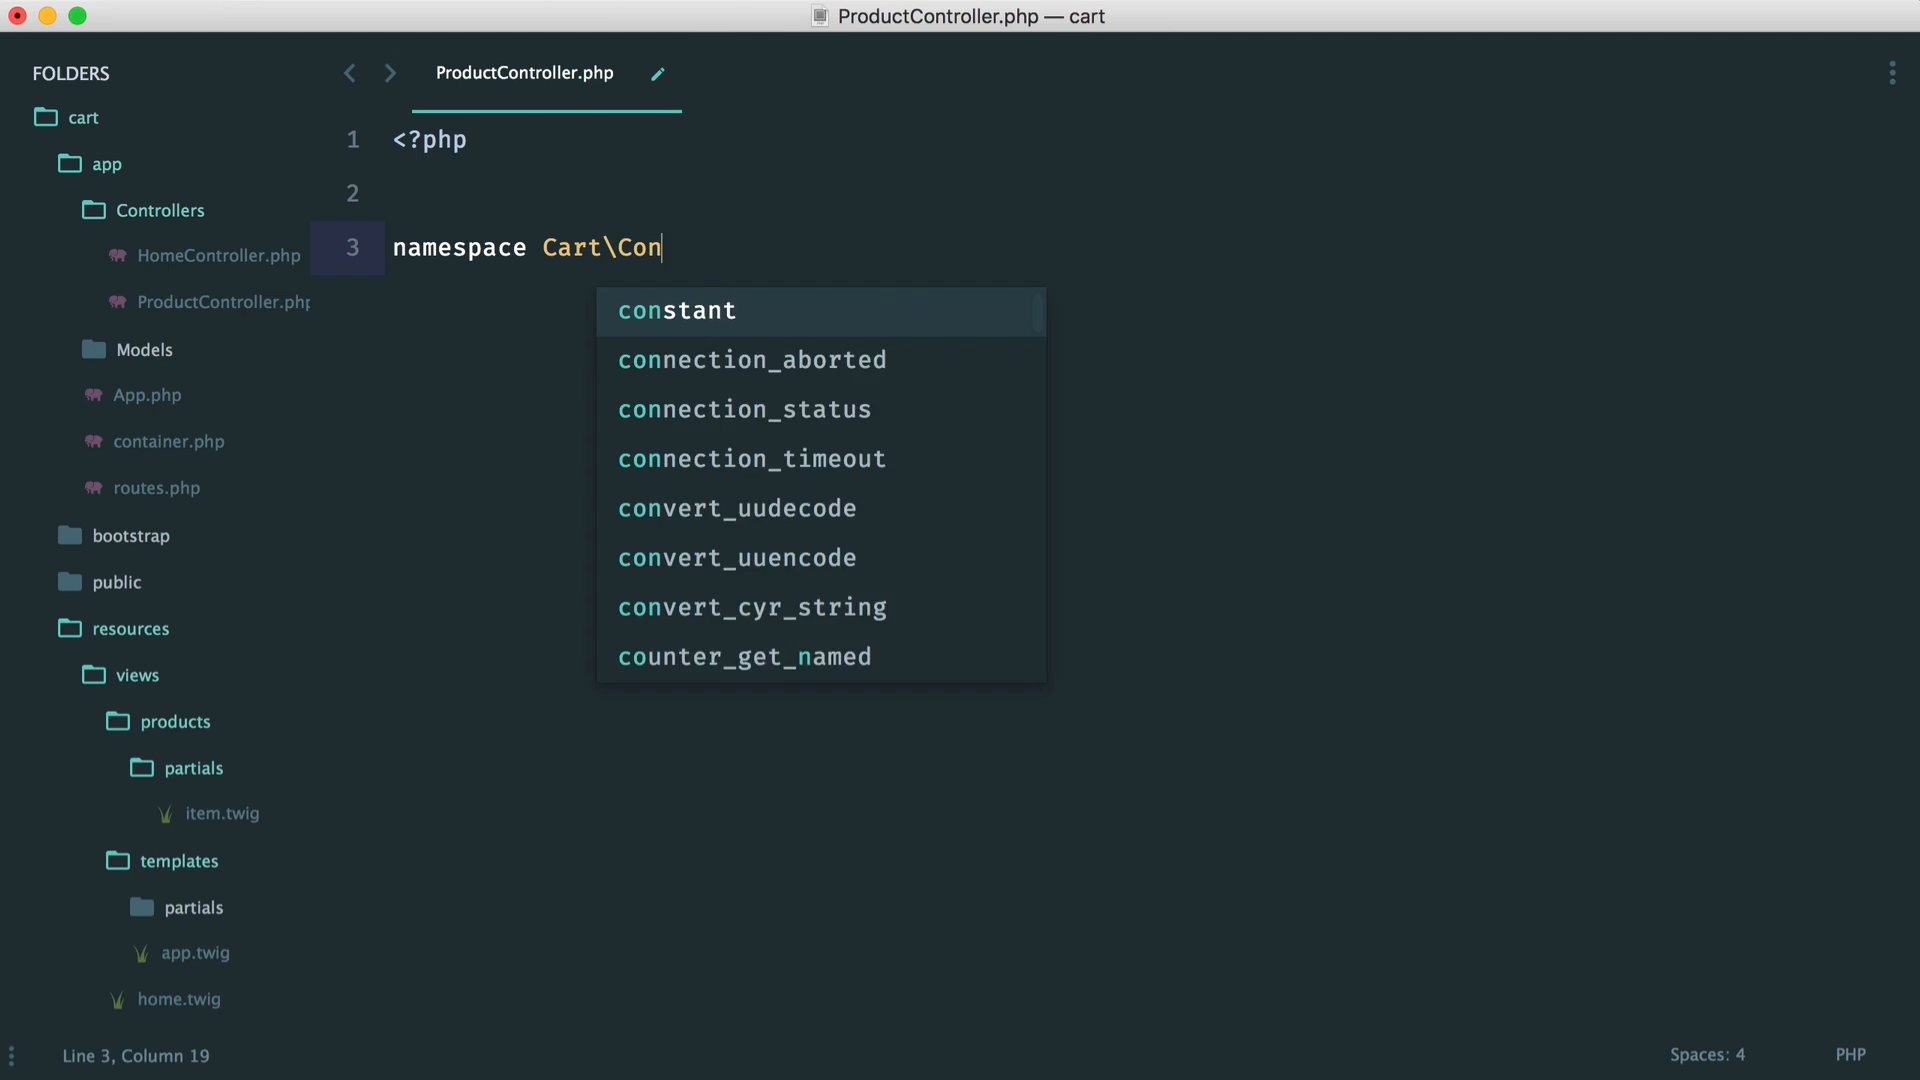 ProductController.php — cart
FOLDERS
cart
app
Controllers
HomeController.php
ProductController.php
Models
App.php
container.php
routes.php
bootstrap
public
resources
views
products
partials
item.twig
templates
partials
app.twig
home.twig
ProductController.php
1 <?php
2
3 namespace Cart\Con
constant
connection_aborted
connection_status
connection_timeout
convert_uudecode
convert_uuencode
convert_cyr_string
counter_get_named
Line 3, Column 19
Spaces: 4
PHP